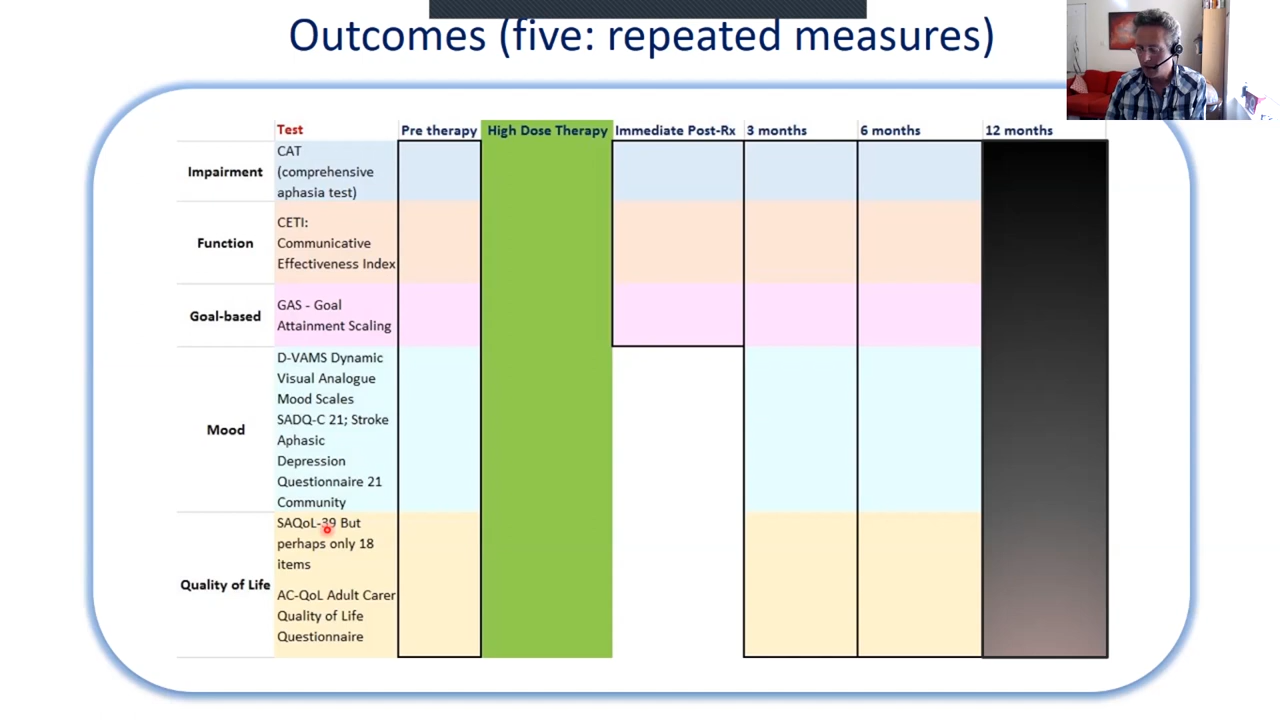 Outcomes (five: repeated measures)
Test Pre therapy High Dose Therapy Immediate Post-Rx 3 months 6 months 12 months
Impairment
CAT
(comprehensive
aphasia test)
Function
CETI:
Communicative
Effectiveness Index
Goal-based
GAS - Goal
Attainment Scaling
Mood
D-VAMS Dynamic
Visual Analogue
Mood Scales
SADQ-C 21; Stroke
Aphasic
Depression
Questionnaire 21
Community
Quality of Life
SAQoL-39 But
perhaps only 18
items
AC-QoL Adult Carer
Quality of Life
Questionnaire